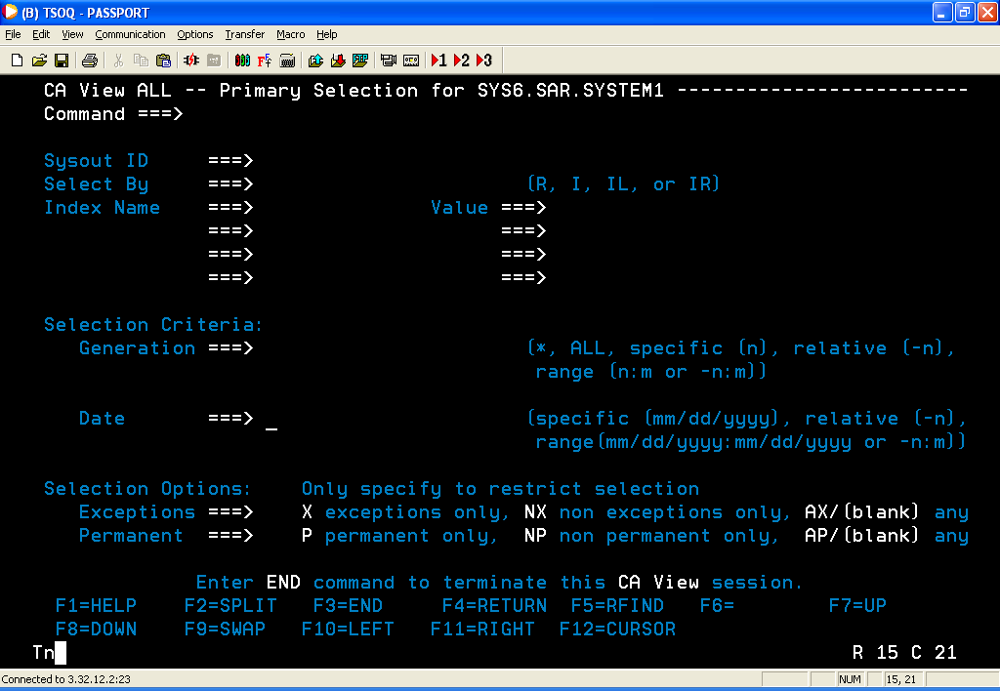 (B) TSOQ - PASSPORT
File Edit View Communication Options Transfer Macro Help
1 2 3
CA View ALL -- Primary Selection for SYS6.SAR.SYSTEM1 -------------------------
Command ===>
Sysout ID ===>
Select By ===> (R, I, IL, or IR)
Index Name ===> Value ===>
===> ===>
===> ===>
===> ===>
Selection Criteria:
Generation ===> (*, ALL, specific (n), relative (-n),
range (n:m or -n:m))
Date ===> _ (specific (mm/dd/yyyy), relative (-n),
range(mm/dd/yyyy:mm/dd/yyyy or -n:m))
Selection Options: Only specify to restrict selection
Exceptions ===> X exceptions only, NX non exceptions only, AX/(blank) any
Permanent ===> P permanent only, NP non permanent only, AP/(blank) any
Enter END command to terminate this CA View session.
F1=HELP F2=SPLIT F3=END F4=RETURN F5=RFIND F6= F7=UP
F8=DOWN F9=SWAP F10=LEFT F11=RIGHT F12=CURSOR
Tn R 15 C 21
Connected to 3.32.12.2:23 NUM 15, 21